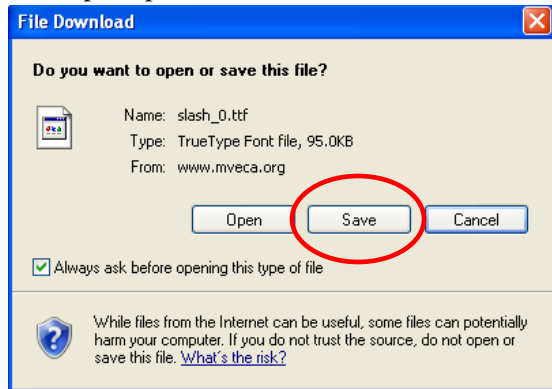 File Download
Do you want to open or save this file?
Name: slash_0.ttf
Type: TrueType Font file, 95.0KB
From: www.mveca.org
Open Save Cancel
Always ask before opening this type of file
While files from the Internet can be useful, some files can potentially
harm your computer. If you do not trust the source, do not open or
save this file. What's the risk?